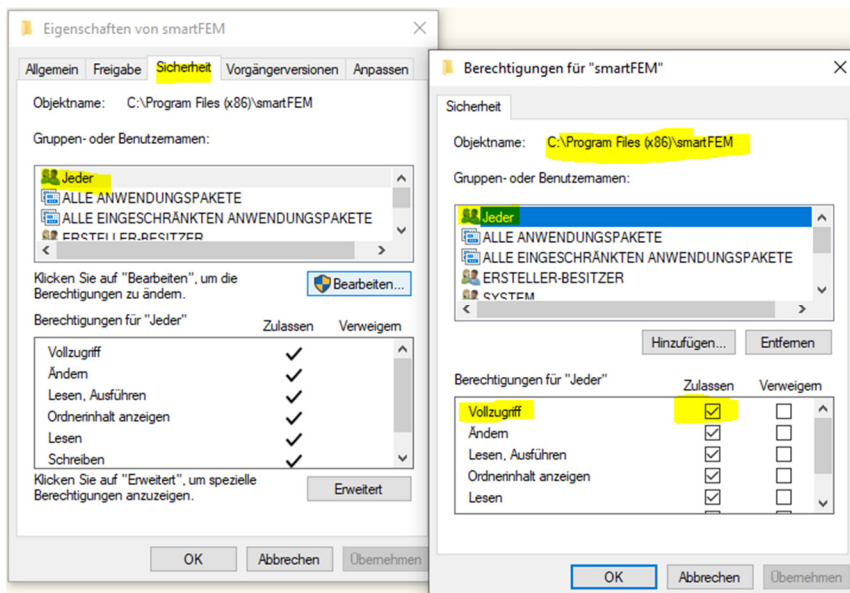 Eigenschaften von smartFEM
Allgemein Freigabe Sicherheit Vorgängerversionen Anpassen
Objektname: C:\Program Files (x86)\smartFEM
Gruppen- oder Benutzernamen:
Jeder
ALLE ANWENDUNGSPAKETE
ALLE EINGESCHRÄNKTEN ANWENDUNGSPAKETE
ERSTELLER-BESITZER
Klicken Sie auf "Bearbeiten", um die
Berechtigungen zu ändern.
Bearbeiten...
Berechtigungen für "Jeder" Zulassen Verweigern
Vollzugriff
Ändern
Lesen, Ausführen
Ordnerinhalt anzeigen
Lesen
Schreiben
Klicken Sie auf "Erweitert", um spezielle
Berechtigungen anzuzeigen.
Erweitert
OK Abbrechen Übernehmen
Berechtigungen für "smartFEM"
Sicherheit
Objektname: C:\Program Files (x86)\smartFEM
Gruppen- oder Benutzernamen:
Jeder
ALLE ANWENDUNGSPAKETE
ALLE EINGESCHRÄNKTEN ANWENDUNGSPAKETE
ERSTELLER-BESITZER
SYSTEM
Hinzufügen... Entfernen
Berechtigungen für "Jeder" Zulassen Verweigern
Vollzugriff
Ändern
Lesen, Ausführen
Ordnerinhalt anzeigen
Lesen
OK Abbrechen Übernehmen